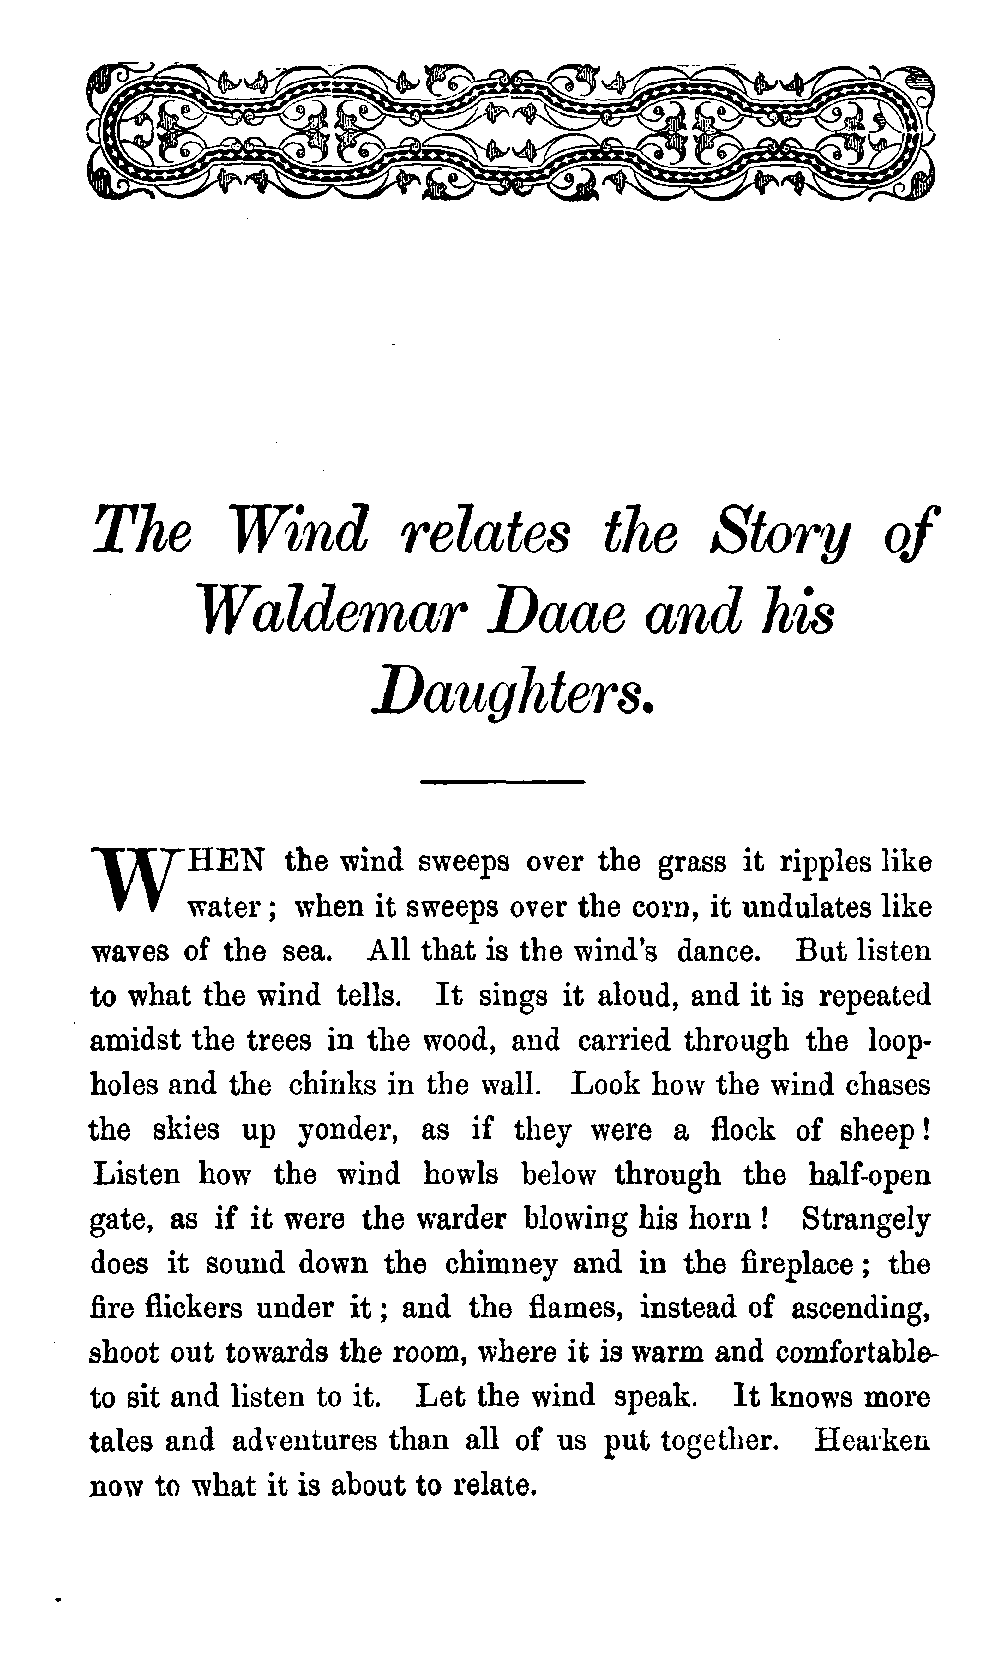 The Wind relates the Story of
Waldemar Daae and his
Daughters.
WHEN the wind sweeps over the grass it ripples like
water; when it sweeps over the corn, it undulates like
waves of the sea. All that is the wind's dance. But listen
to what the wind tells. It sings it aloud, and it is repeated
amidst the trees in the wood, and carried through the loop-
holes and the chinks in the wall. Look how the wind chases
the skies up yonder, as if they were a flock of sheep!
Listen how the wind howls below through the half-open
gate, as if it were the warder blowing his horn! Strangely
does it sound down the chimney and in the fireplace; the
fire flickers under it; and the flames, instead of ascending,
shoot out towards the room, where it is warm and comfortable
to sit and listen to it. Let the wind speak. It knows more
tales and adventures than all of us put together. Hearken
now to what it is about to relate.